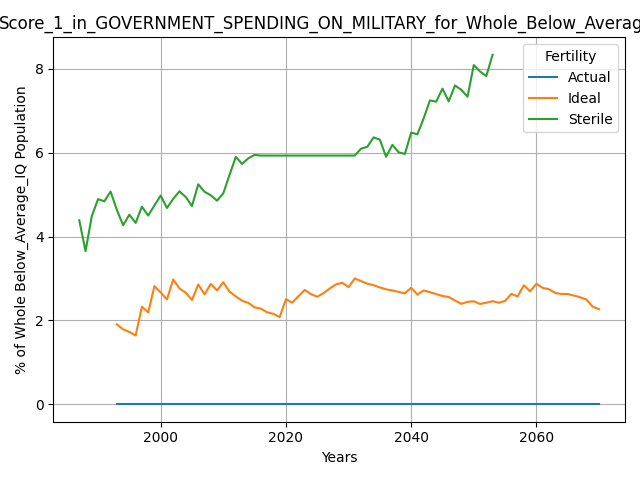 Score_1_in_GOVERNMENT_SPENDING_ON_MILITARY_for_Whole_Below_Averag
Fertility
Actual
Ideal
Sterile
% of Whole Below_Average_IQ Population
8
6
4
2
0
2000 2020 2040 2060
Years